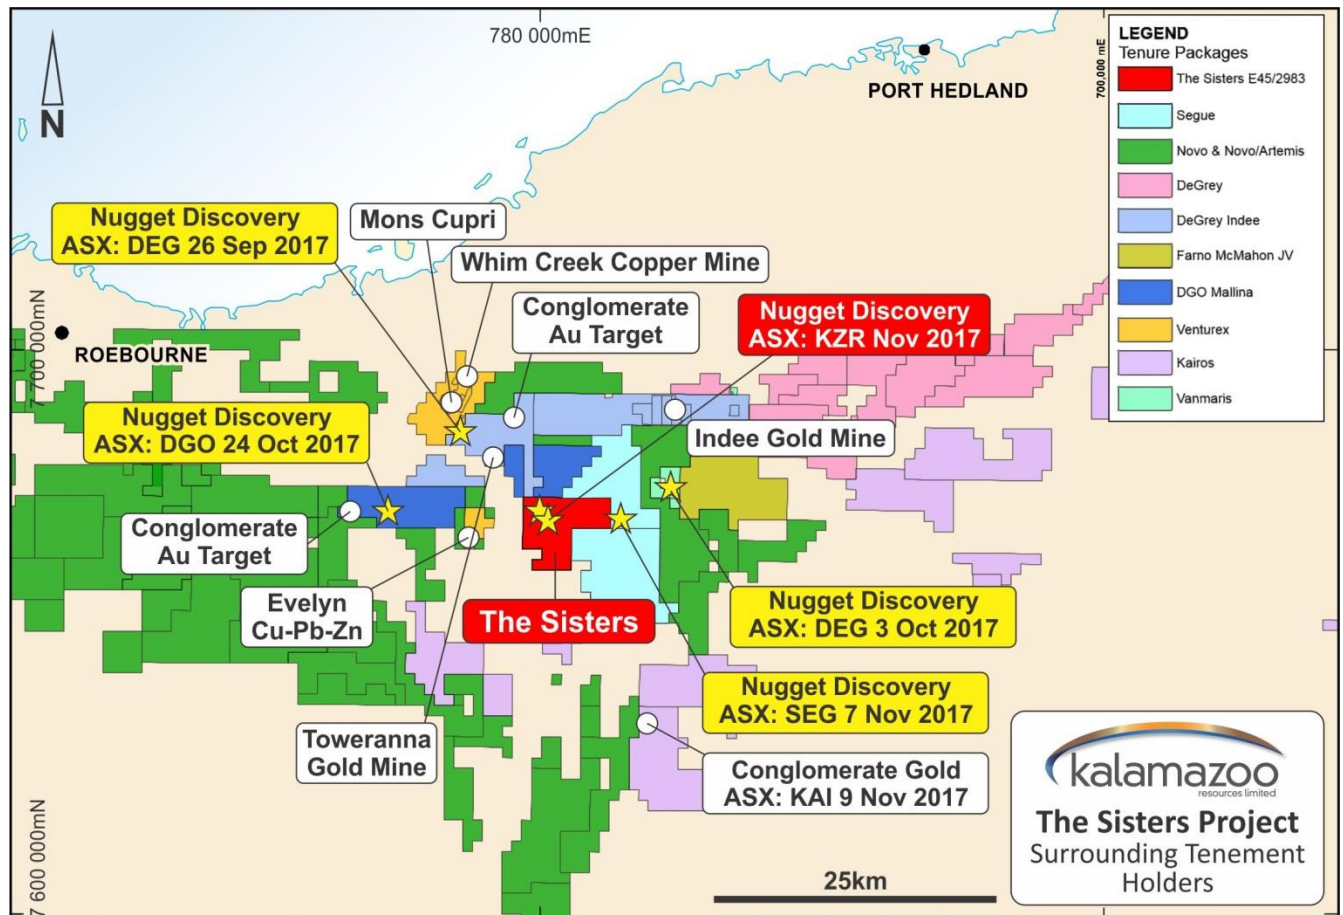 780 000mE
N
PORT HEDLAND
700,000 mE
LEGEND
Tenure Packages
The Sisters E45/2983
Segue
Novo & Novo/Artemis
DeGrey
DeGrey Indee
Farno McMahon JV
DGO Mallina
Venturex
Kairos
Vanmaris
Nugget Discovery
ASX: DEG 26 Sep 2017
Mons Cupri
Whim Creek Copper Mine
Conglomerate
Au Target
Nugget Discovery
ASX: KZR Nov 2017
ROEBOURNE
7 700 000mN
Nugget Discovery
ASX: DGO 24 Oct 2017
Indee Gold Mine
Conglomerate
Au Target
Evelyn
Cu-Pb-Zn
The Sisters
Nugget Discovery
ASX: DEG 3 Oct 2017
Nugget Discovery
ASX: SEG 7 Nov 2017
Toweranna
Gold Mine
Conglomerate Gold
ASX: KAI 9 Nov 2017
7 600 000mN
25km
kalamazoo
resources limited
The Sisters Project
Surrounding Tenement
Holders